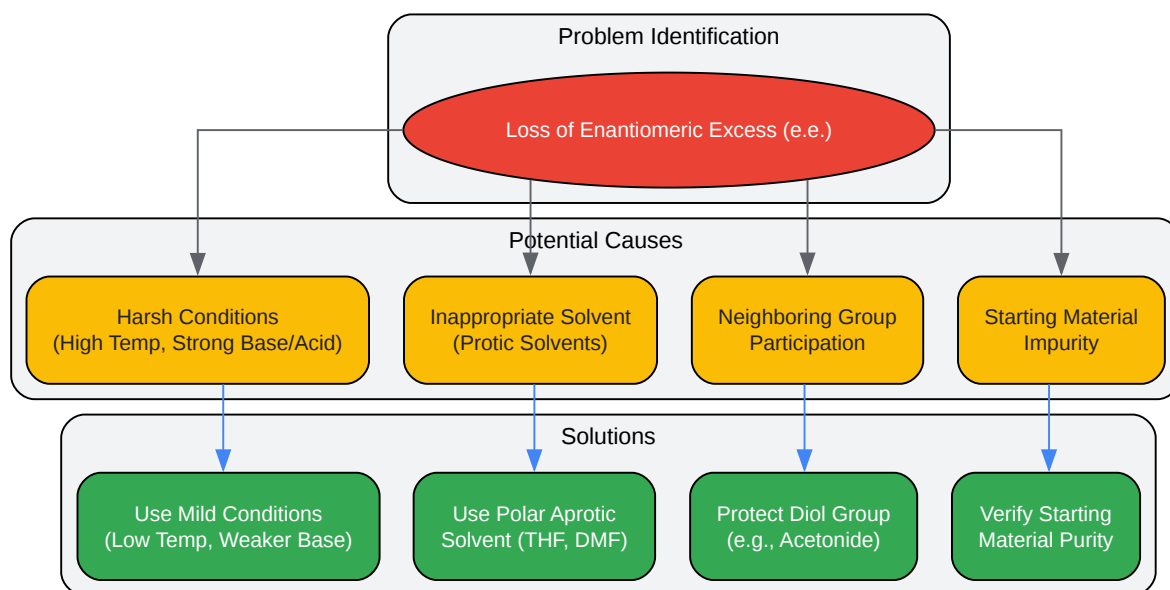 Problem Identification
Loss of Enantiomeric Excess (e.e.)
Potential Causes
Harsh Conditions
(High Temp, Strong Base/Acid)
Inappropriate Solvent
(Protic Solvents)
Neighboring Group
Participation
Starting Material
Impurity
Solutions
Use Mild Conditions
(Low Temp, Weaker Base)
Use Polar Aprotic
Solvent (THF, DMF)
Protect Diol Group
(e.g., Acetonide)
Verify Starting
Material Purity